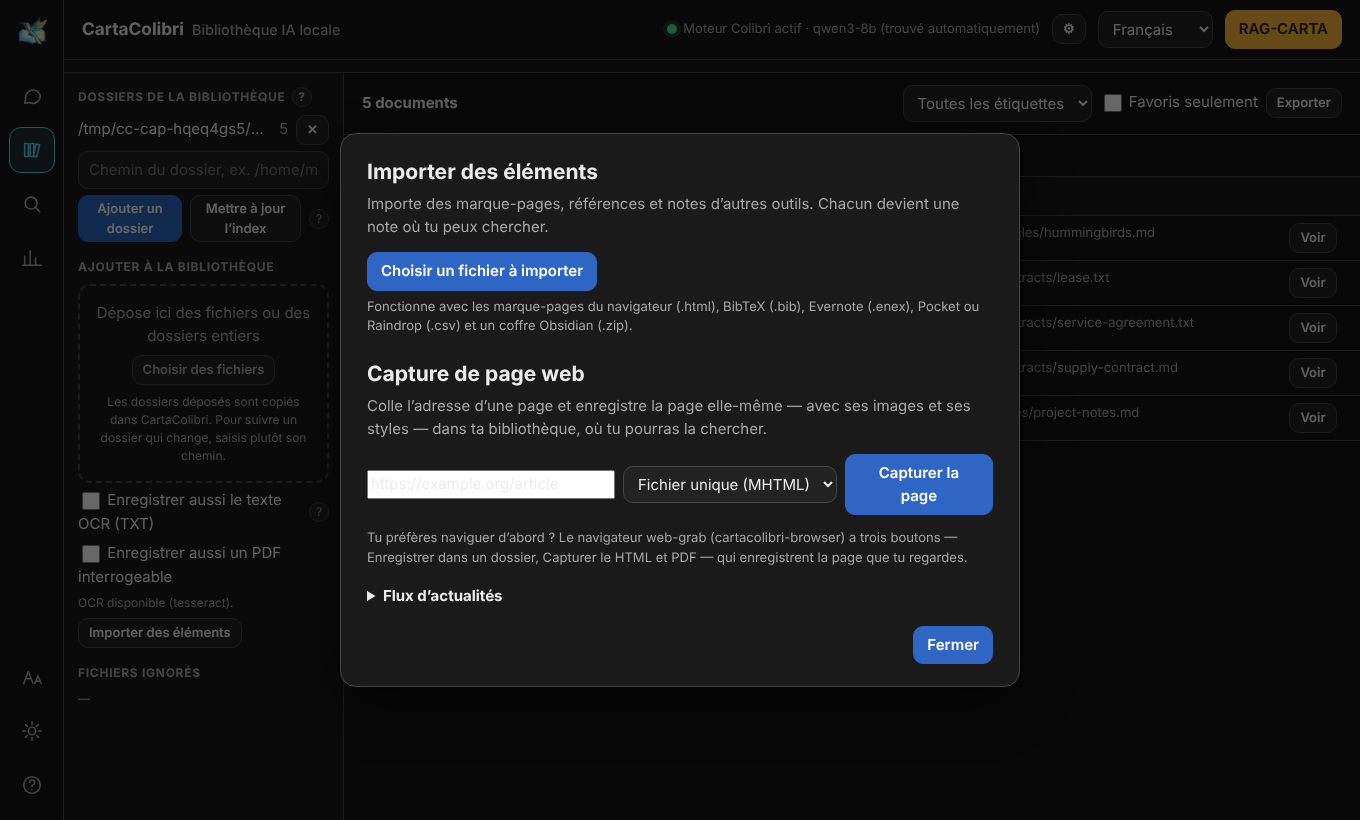 CartaColibri Bibliothèque IA locale
Moteur Colibrì actif · qwen3-8b (trouvé automatiquement)
Français
RAG-CARTA
DOSSIERS DE LA BIBLIOTHÈQUE ?
/tmp/cc-cap-hqeq4gs5/… 5 ×
Chemin du dossier, ex. /home/m
Ajouter un
dossier
Mettre à jour
l’index
?
AJOUTER À LA BIBLIOTHÈQUE
Dépose ici des fichiers ou des
dossiers entiers
Choisir des fichiers
Les dossiers déposés sont copiés
dans CartaColibri. Pour suivre un
dossier qui change, saisis plutôt son
chemin.
Enregistrer aussi le texte
OCR (TXT)
?
Enregistrer aussi un PDF
interrogeable
OCR disponible (tesseract).
Importer des éléments
FICHIERS IGNORÉS
—
5 documents
Toutes les étiquettes
Favoris seulement
Exporter
les/hummingbirds.md Voir
tracts/lease.txt Voir
tracts/service-agreement.txt Voir
tracts/supply-contract.md Voir
s/project-notes.md Voir
Importer des éléments
Importe des marque-pages, références et notes d’autres outils. Chacun devient une
note où tu peux chercher.
Choisir un fichier à importer
Fonctionne avec les marque-pages du navigateur (.html), BibTeX (.bib), Evernote (.enex), Pocket ou
Raindrop (.csv) et un coffre Obsidian (.zip).
Capture de page web
Colle l’adresse d’une page et enregistre la page elle-même — avec ses images et ses
styles — dans ta bibliothèque, où tu pourras la chercher.
https://example.org/article
Fichier unique (MHTML)
Capturer la
page
Tu préfères naviguer d’abord ? Le navigateur web-grab (cartacolibri-browser) a trois boutons —
Enregistrer dans un dossier, Capturer le HTML et PDF — qui enregistrent la page que tu regardes.
Flux d’actualités
Fermer
AA
?